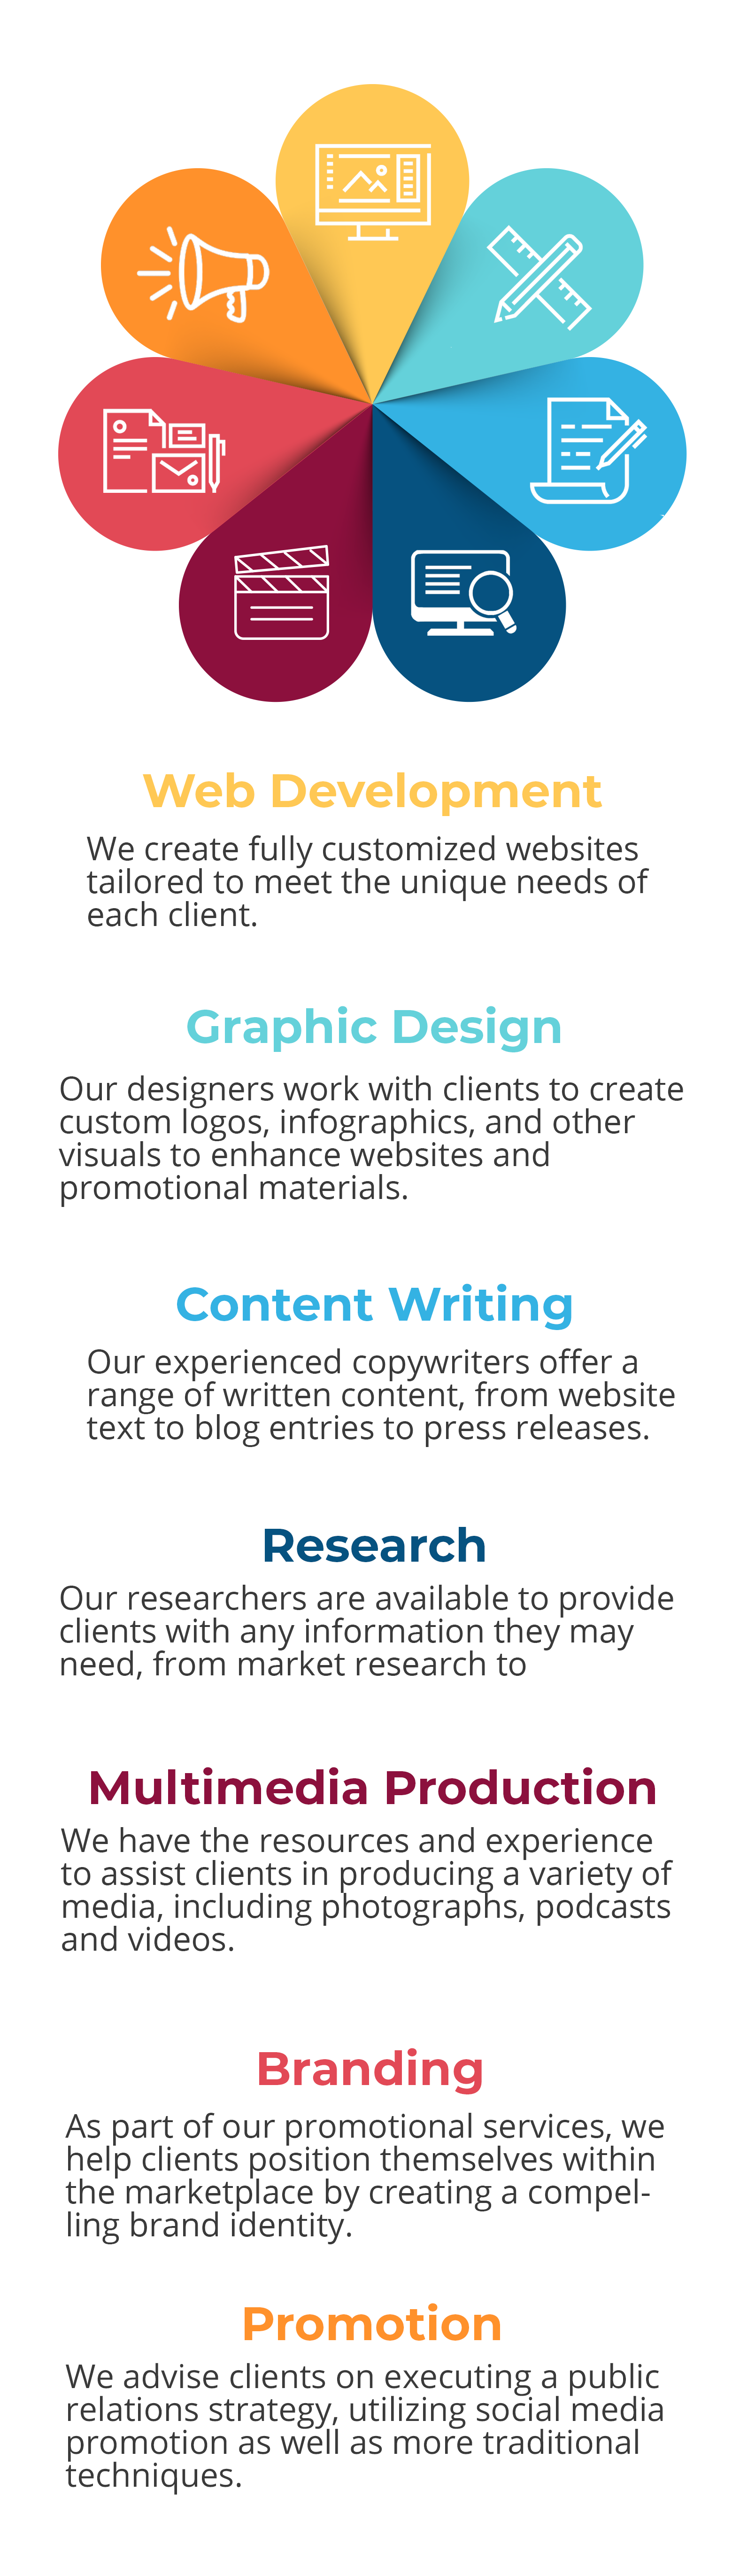 Web Development
We create fully customized websites
tailored to meet the unique needs of
each client.
Graphic Design
Our designers work with clients to create
custom logos, infographics, and other
visuals to enhance websites and
promotional materials.
Content Writing
Our experienced copywriters offer a
range of written content, from website
text to blog entries to press releases.
Research
Our researchers are available to provide
clients with any information they may
need, from market research to
Multimedia Production
We have the resources and experience
to assist clients in producing a variety of
media, including photographs, podcasts
and videos.
Branding
As part of our promotional services, we
help clients position themselves within
the marketplace by creating a compel-
ling brand identity.
Promotion
We advise clients on executing a public
relations strategy, utilizing social media
promotion as well as more traditional
techniques.